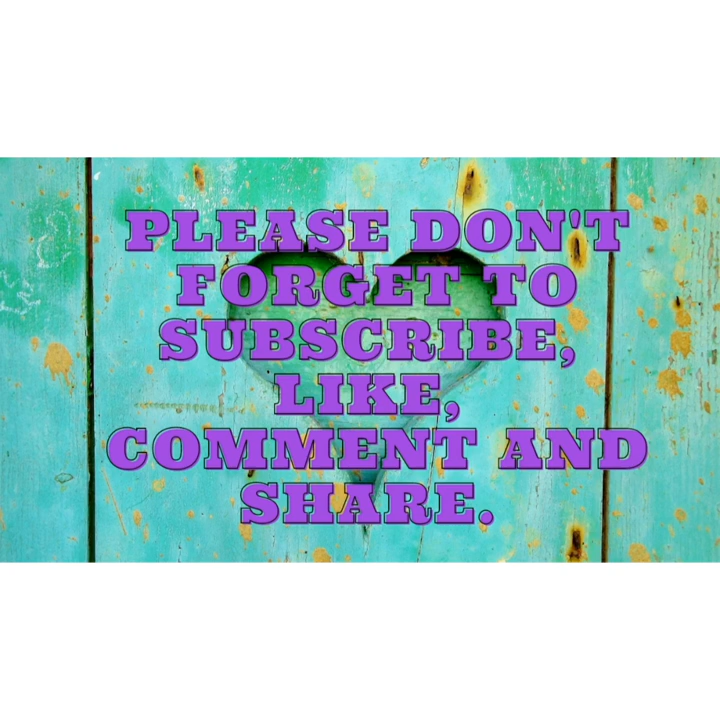 PLEASE DON'T
FORGET TO
SUBSCRIBE,
LIKE,
COMMENT AND
SHARE.